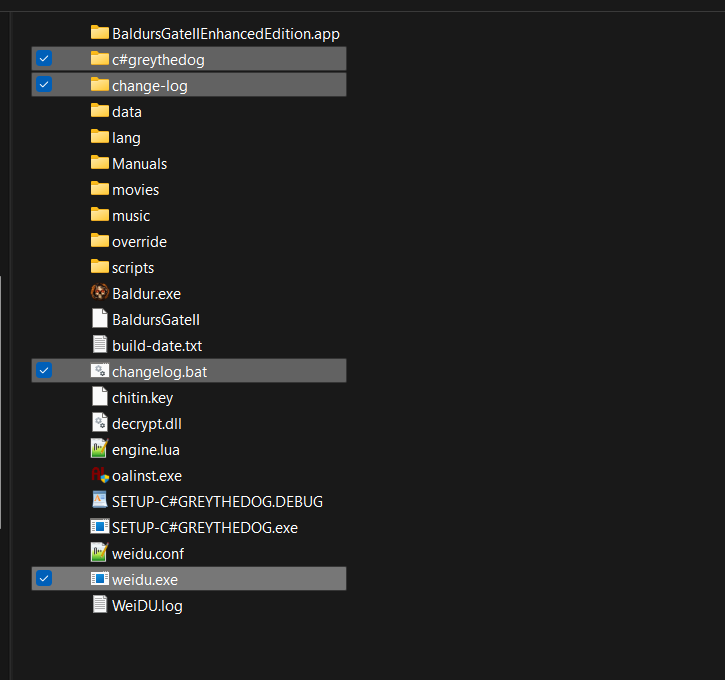 BaldursGateIIEnhancedEdition.app
c#greythedog
change-log
data
lang
Manuals
movies
music
override
scripts
Baldur.exe
BaldursGateII
build-date.txt
changelog.bat
chitin.key
decrypt.dll
engine.lua
oalinst.exe
SETUP-C#GREYTHEDOG.DEBUG
SETUP-C#GREYTHEDOG.exe
weidu.conf
weidu.exe
WeiDU.log